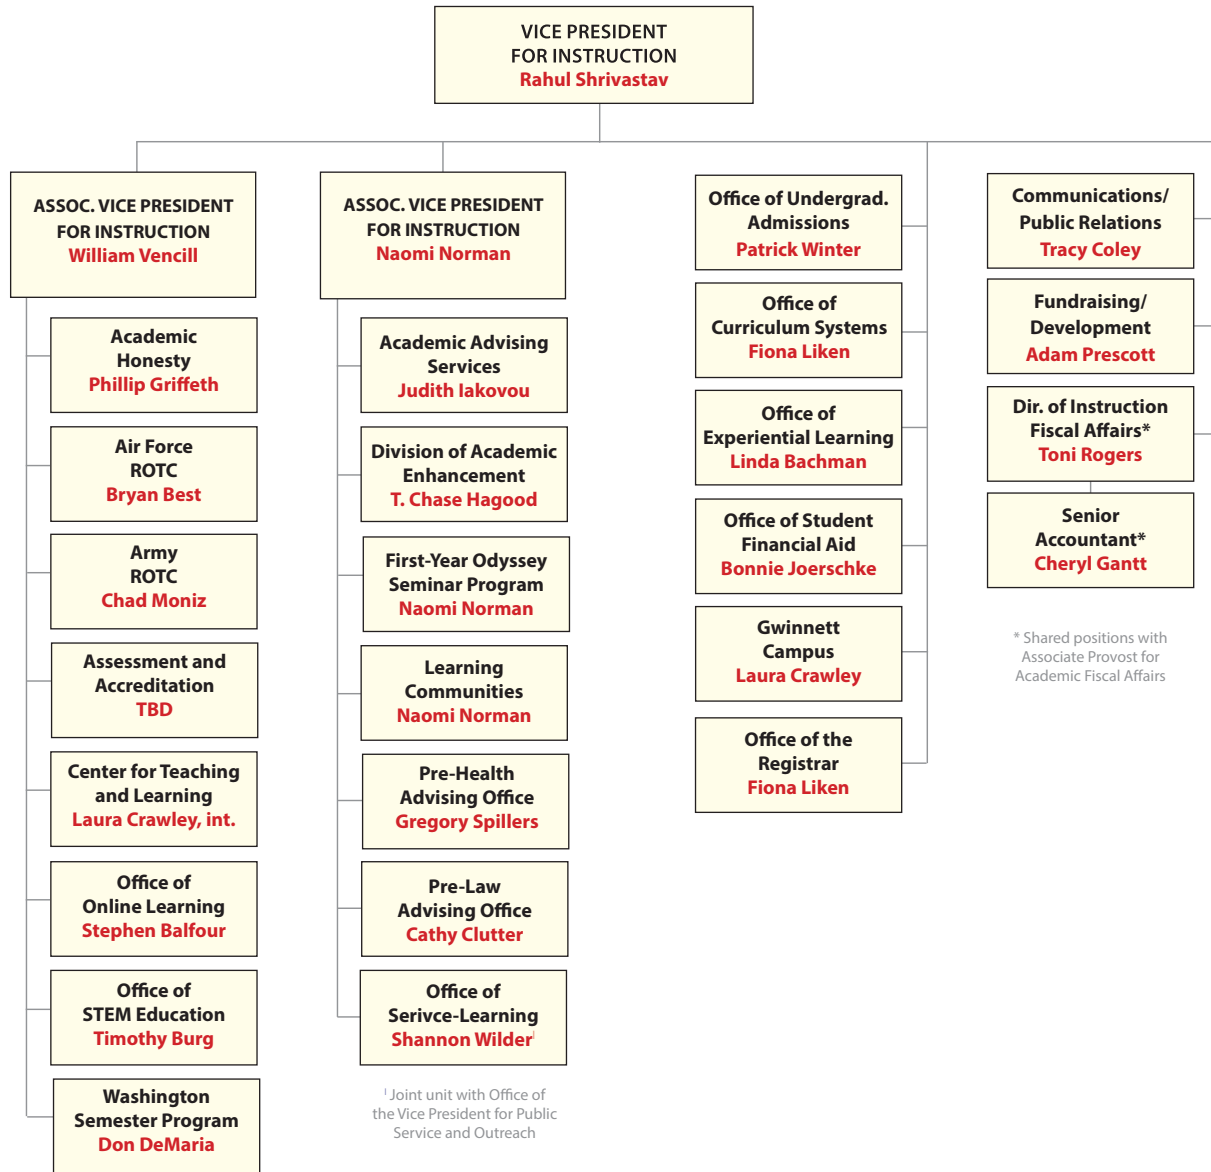 VICE PRESIDENT
FOR INSTRUCTION
Rahul Shrivastav
ASSOC. VICE PRESIDENT
FOR INSTRUCTION
William Vencill
Academic
Honesty
Phillip Griffeth
Air Force
ROTC
Bryan Best
Army
ROTC
Chad Moniz
Assessment and
Accreditation
TBD
Center for Teaching
and Learning
Laura Crawley, int.
Office of
Online Learning
Stephen Balfour
Office of
STEM Education
Timothy Burg
Washington
Semester Program
Don DeMaria
ASSOC. VICE PRESIDENT
FOR INSTRUCTION
Naomi Norman
Academic Advising
Services
Judith Iakovou
Division of Academic
Enhancement
T. Chase Hagood
First-Year Odyssey
Seminar Program
Naomi Norman
Learning
Communities
Naomi Norman
Pre-Health
Advising Office
Gregory Spillers
Pre-Law
Advising Office
Cathy Clutter
Office of
Serivce-Learning
Shannon Wilder|
| Joint unit with Office of
the Vice President for Public
Service and Outreach
Office of Undergrad.
Admissions
Patrick Winter
Office of
Curriculum Systems
Fiona Liken
Office of
Experiential Learning
Linda Bachman
Office of Student
Financial Aid
Bonnie Joerschke
Gwinnett
Campus
Laura Crawley
Office of the
Registrar
Fiona Liken
Communications/
Public Relations
Tracy Coley
Fundraising/
Development
Adam Prescott
Dir. of Instruction
Fiscal Affairs*
Toni Rogers
Senior
Accountant*
Cheryl Gantt
* Shared positions with
Associate Provost for
Academic Fiscal Affairs